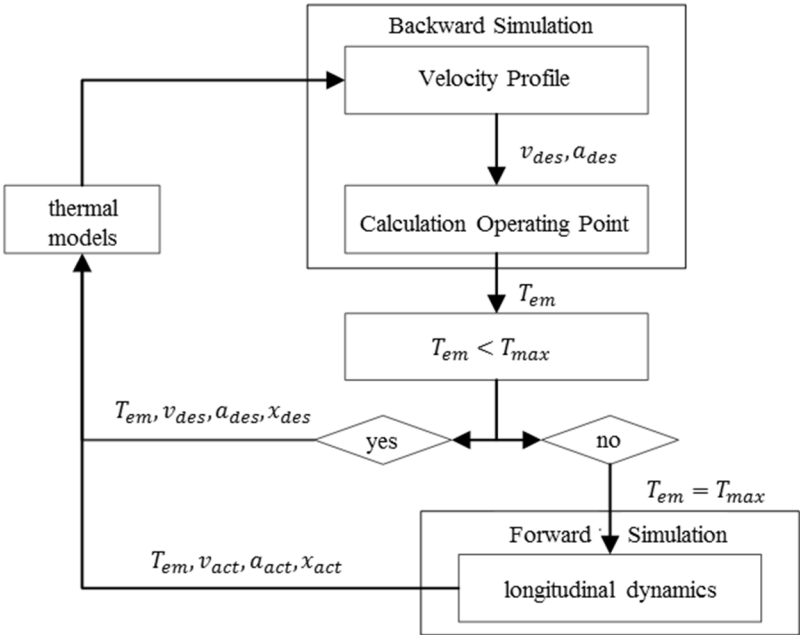 Backward Simulation
Velocity Profile
v_des, a_des
thermal
models
Calculation Operating Point
T_em
T_em < T_max
T_em, v_des, a_des, x_des
yes
no
T_em = T_max
Forward Simulation
T_em, v_act, a_act, x_act
longitudinal dynamics